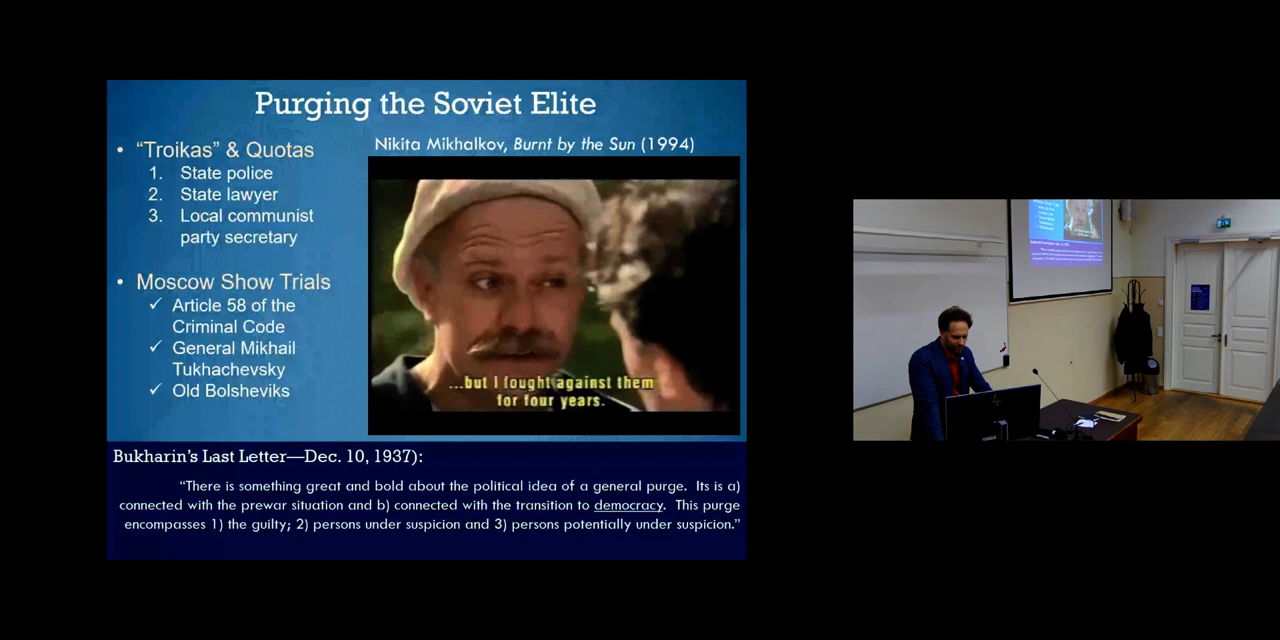 Purging the Soviet Elite
• “Troikas” & Quotas
1. State police
2. State lawyer
3. Local communist
party secretary
• Moscow Show Trials
✓ Article 58 of the
Criminal Code
✓ General Mikhail
Tukhachevsky
✓ Old Bolsheviks
Nikita Mikhalkov, Burnt by the Sun (1994)
...but I fought against them
for four years.
Bukharin’s Last Letter—Dec. 10, 1937):
“There is something great and bold about the political idea of a general purge. Its is a)
connected with the prewar situation and b) connected with the transition to democracy. This purge
encompasses 1) the guilty; 2) persons under suspicion and 3) persons potentially under suspicion.”